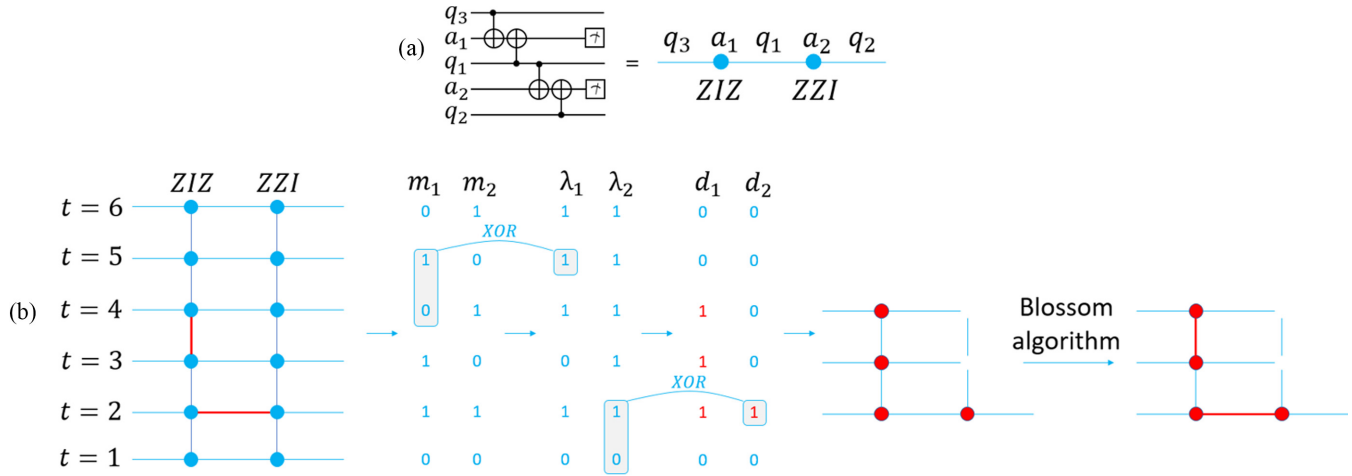 (a)
q₃
a₁
q₁
a₂
q₂
=
q₃ a₁ q₁ a₂ q₂
ZIZ ZZI
(b)
ZIZ ZZI m₁ m₂ λ₁ λ₂ d₁ d₂
t = 6 0 1 1 1 0 0
XOR
t = 5 1 0 1 1 0 0
t = 4 0 1 1 1 1 0
Blossom
algorithm
t = 3 1 0 0 1 1 0
XOR
t = 2 1 1 1 1 1 1
t = 1 0 0 0 0 0 0